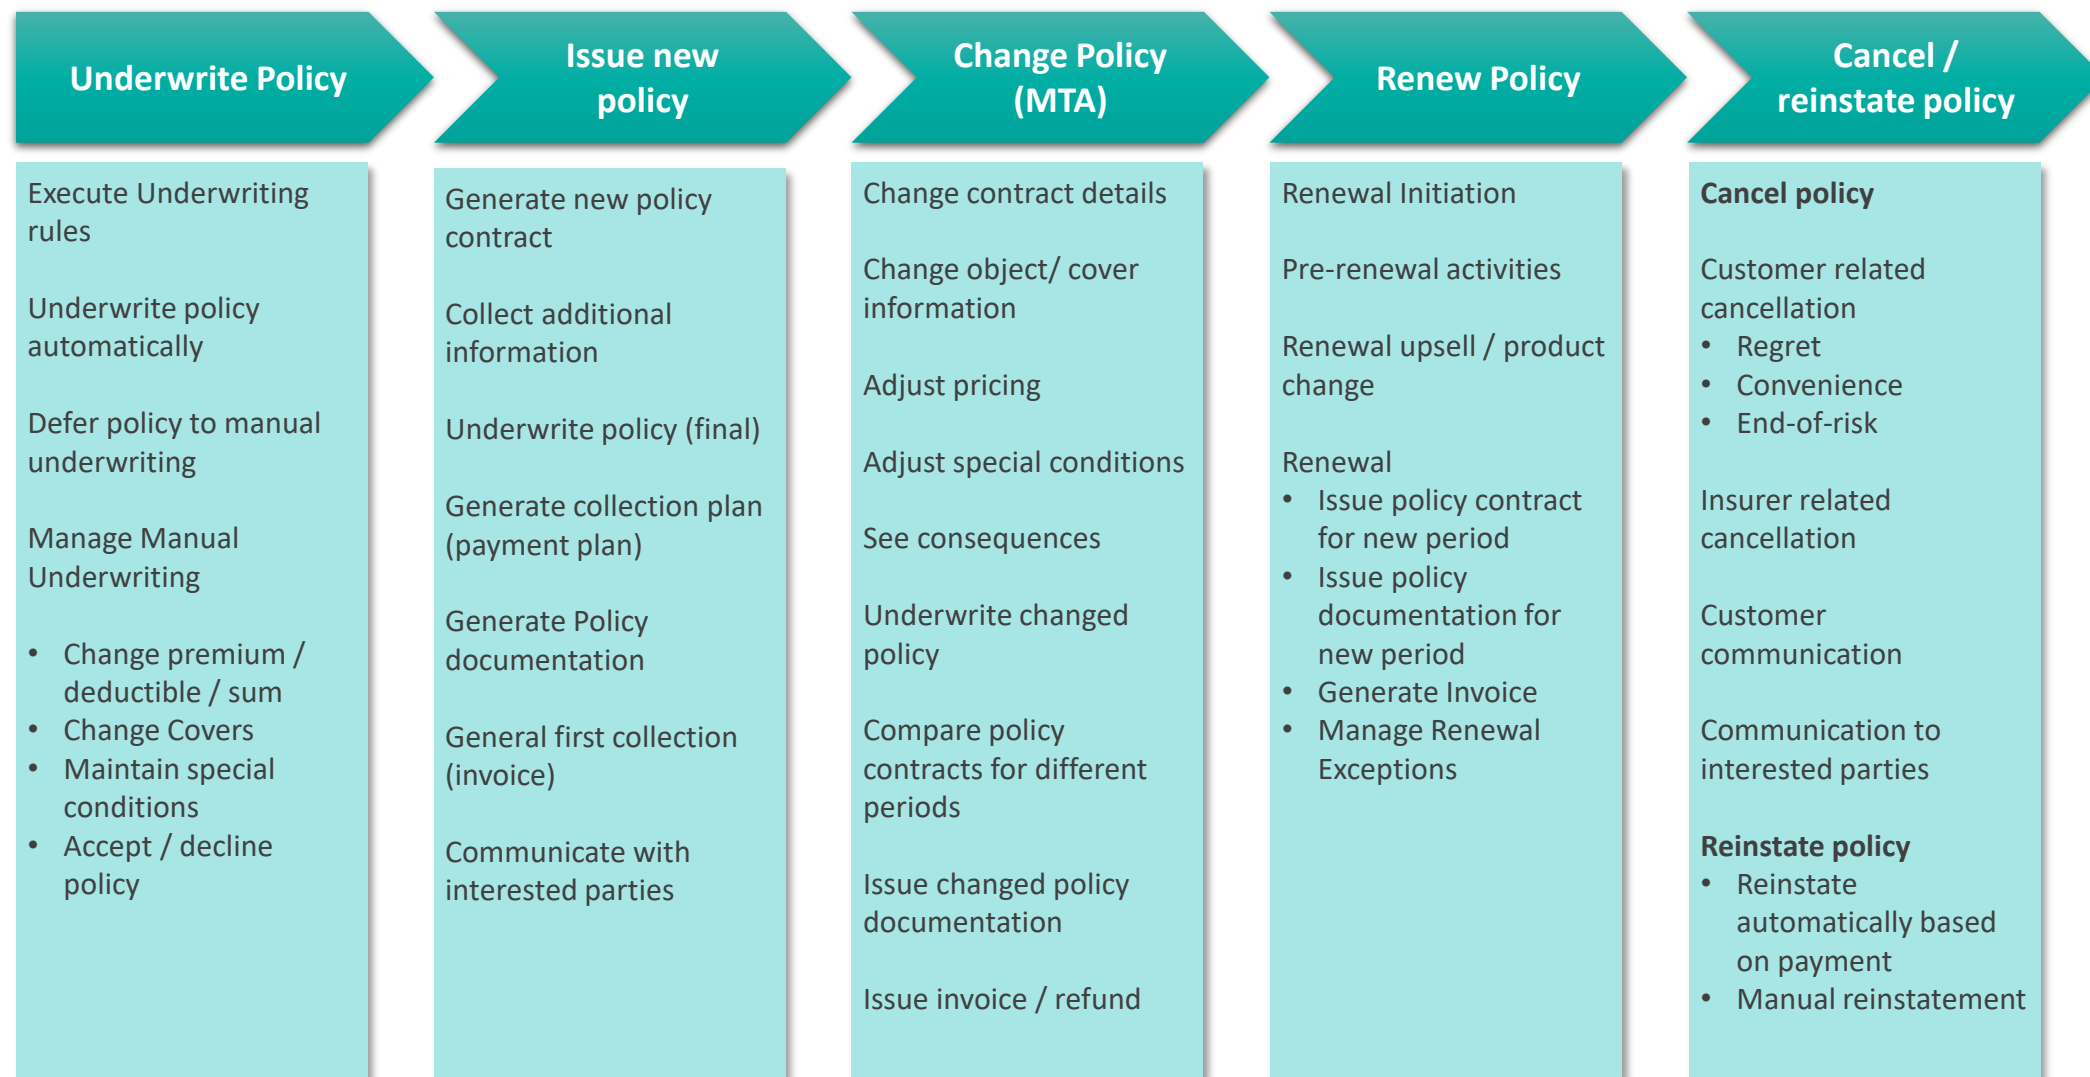 Underwrite Policy
Issue new
policy
Change Policy
(MTA)
Renew Policy
Cancel /
reinstate policy
Execute Underwriting
rules
Underwrite policy
automatically
Defer policy to manual
underwriting
Manage Manual
Underwriting
• Change premium /
deductible / sum
• Change Covers
• Maintain special
conditions
• Accept / decline
policy
Generate new policy
contract
Collect additional
information
Underwrite policy (final)
Generate collection plan
(payment plan)
Generate Policy
documentation
General first collection
(invoice)
Communicate with
interested parties
Change contract details
Change object/ cover
information
Adjust pricing
Adjust special conditions
See consequences
Underwrite changed
policy
Compare policy
contracts for different
periods
Issue changed policy
documentation
Issue invoice / refund
Renewal Initiation
Pre-renewal activities
Renewal upsell / product
change
Renewal
• Issue policy contract
for new period
• Issue policy
documentation for
new period
• Generate Invoice
• Manage Renewal
Exceptions
Cancel policy
Customer related
cancellation
• Regret
• Convenience
• End-of-risk
Insurer related
cancellation
Customer
communication
Communication to
interested parties
Reinstate policy
• Reinstate
automatically based
on payment
• Manual reinstatement